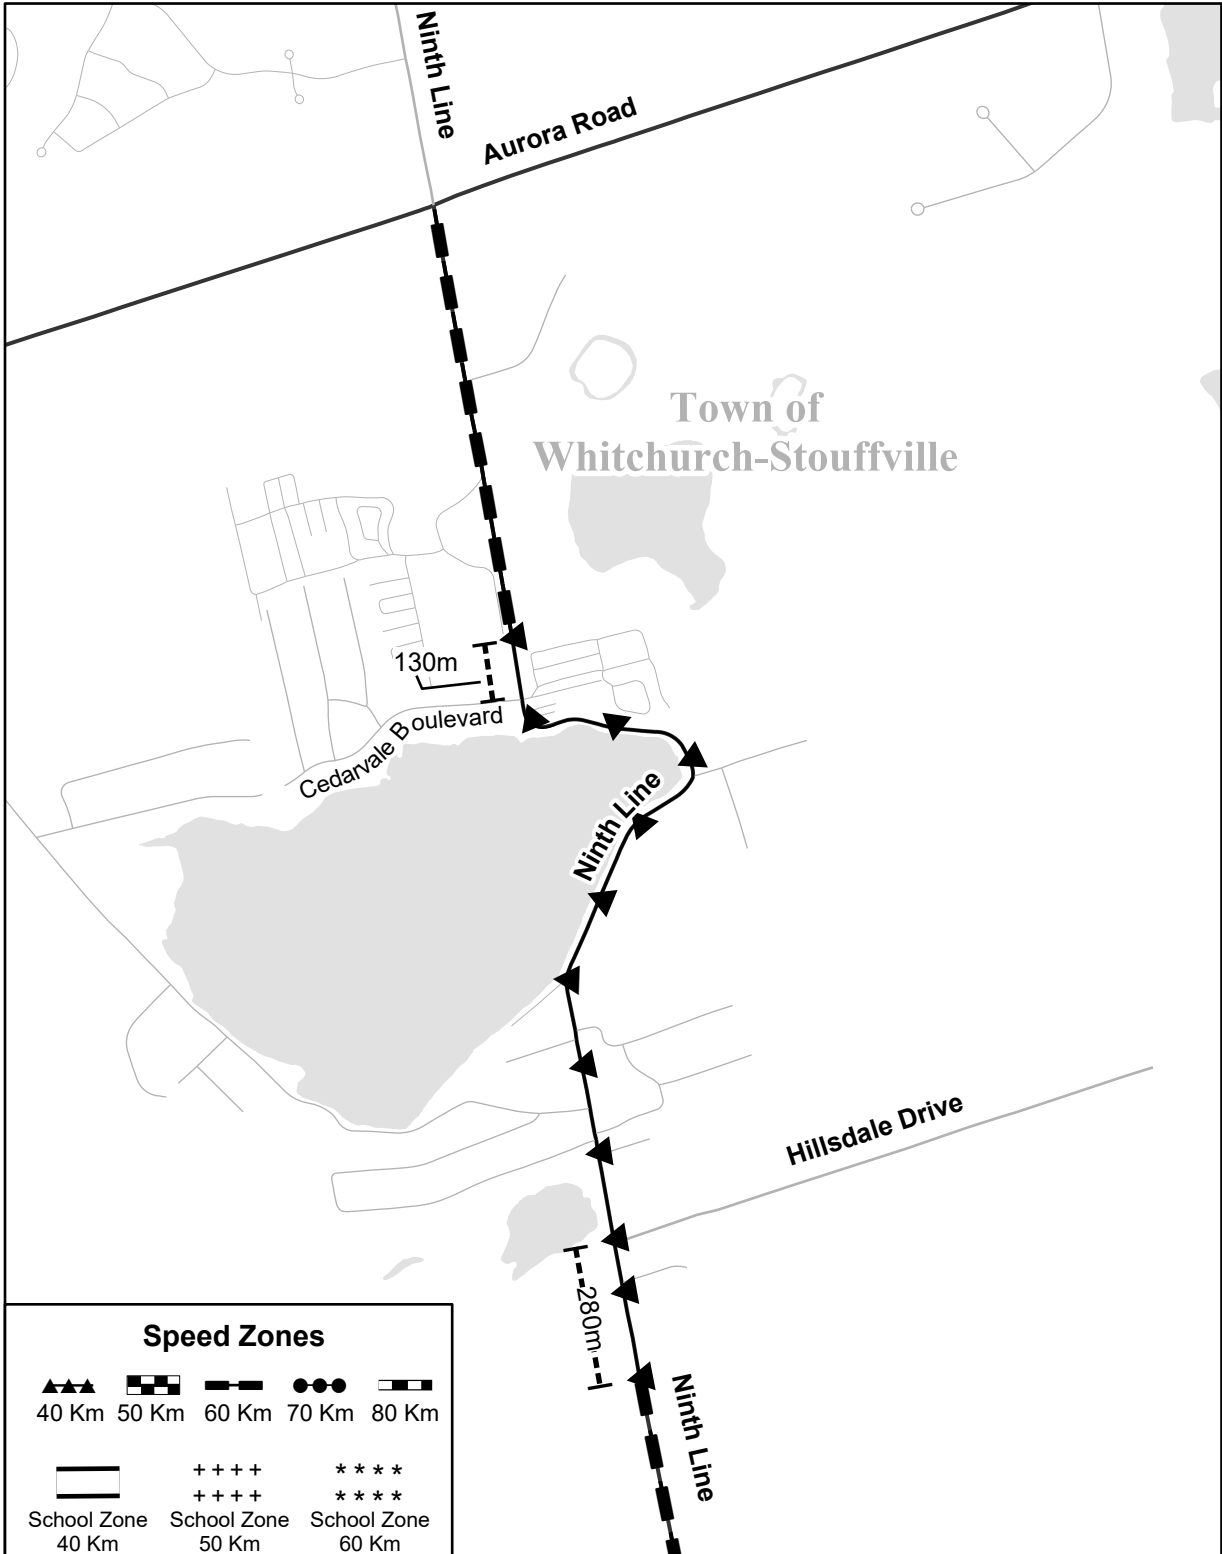 Ninth Line
Aurora Road
Town of
Whitchurch-Stouffville
130m
Cedarvale Boulevard
Ninth Line
Hillsdale Drive
280m
Ninth Line
Speed Zones
40 Km 50 Km 60 Km 70 Km 80 Km
School Zone School Zone School Zone
40 Km 50 Km 60 Km